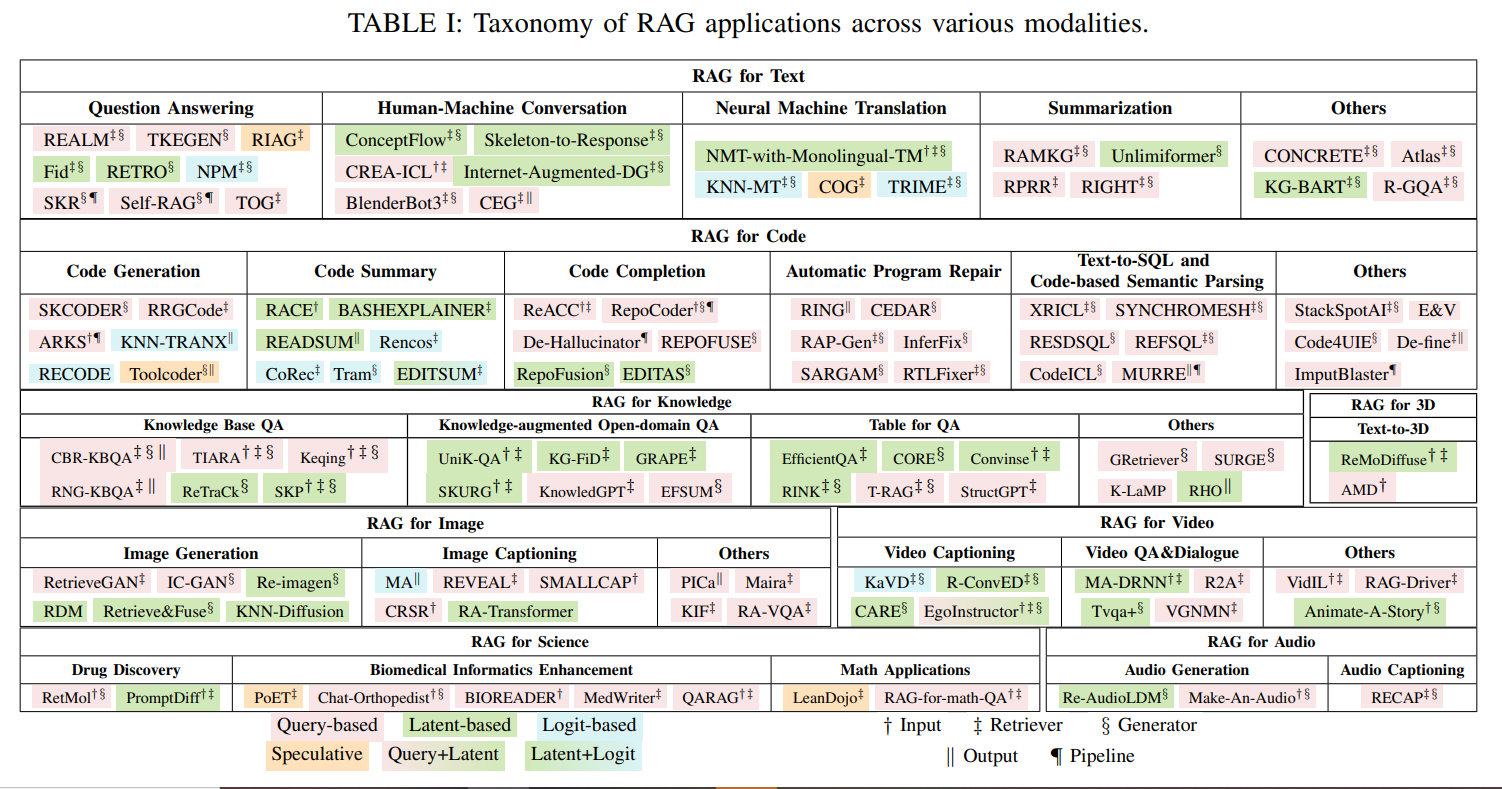 TABLE I: Taxonomy of RAG applications across various modalities.
RAG for Text
Question Answering Human-Machine Conversation Neural Machine Translation Summarization Others
REALM‡§ TKEGEN§ RIAG‡
Fid‡§ RETRO§ NPM‡§
SKR§¶ Self-RAG§¶ TOG‡
ConceptFlow‡§ Skeleton-to-Response‡§
CREA-ICL†‡ Internet-Augmented-DG‡§
BlenderBot3‡§ CEG‡∥
NMT-with-Monolingual-TM†‡§
KNN-MT‡§ COG‡ TRIME‡§
RAMKG‡§ Unlimiformer§
RPRR‡ RIGHT‡§
CONCRETE‡§ Atlas‡§
KG-BART‡§ R-GQA‡§
RAG for Code
Code Generation Code Summary Code Completion Automatic Program Repair Text-to-SQL and
Code-based Semantic Parsing Others
SKCODER§ RRGCode‡
ARKS†¶ KNN-TRANX∥
RECODE Toolcoder§∥
RACE† BASHEXPLAINER‡
READSUM∥ Rencos‡
CoRec‡ Tram§ EDITSUM‡
ReACC†‡ RepoCoder†§¶
De-Hallucinator¶ REPOFUSE§
RepoFusion§ EDITAS§
RING∥ CEDAR§
RAP-Gen‡§ InferFix§
SARGAM§ RTLFixer‡§
XRICL‡§ SYNCHROMESH‡§
RESDSQL§ REFSQL‡§
CodeICL§ MURRE∥¶
StackSpotAI‡§ E&V
Code4UIE§ De-fine‡∥
ImputBlaster¶
RAG for Knowledge
Knowledge Base QA Knowledge-augmented Open-domain QA Table for QA Others
CBR-KBQA‡ § ∥ TIARA† ‡ § Keqing† ‡ §
RNG-KBQA‡ ∥ ReTraCk§ SKP† ‡ §
UniK-QA† ‡ KG-FiD‡ GRAPE‡
SKURG† ‡ KnowledGPT‡ EFSUM§
EfficientQA‡ CORE§ Convinse† ‡
RINK‡ § T-RAG‡ § StructGPT‡
GRetriever§ SURGE§
K-LaMP RHO∥
RAG for 3D
Text-to-3D
ReMoDiffuse† ‡
AMD†
RAG for Image
Image Generation Image Captioning Others
RetrieveGAN‡ IC-GAN§ Re-imagen§
RDM Retrieve&Fuse§ KNN-Diffusion
MA∥ REVEAL‡ SMALLCAP†
CRSR† RA-Transformer
PICa∥ Maira‡
KIF‡ RA-VQA‡
RAG for Video
Video Captioning Video QA&Dialogue Others
KaVD‡§ R-ConvED‡§
CARE§ EgoInstructor†‡§
MA-DRNN†‡ R2A‡
Tvqa+§ VGNMN‡
VidIL†‡ RAG-Driver‡
Animate-A-Story†§
RAG for Science
Drug Discovery Biomedical Informatics Enhancement Math Applications
RetMol†§ PromptDiff†‡
PoET‡ Chat-Orthopedist†§ BIOREADER† MedWriter‡ QARAG†‡
LeanDojo‡ RAG-for-math-QA†‡
RAG for Audio
Audio Generation Audio Captioning
Re-AudioLDM§ Make-An-Audio†§
RECAP‡§
Query-based Latent-based Logit-based
Speculative Query+Latent Latent+Logit
† Input ‡ Retriever § Generator
∥ Output ¶ Pipeline